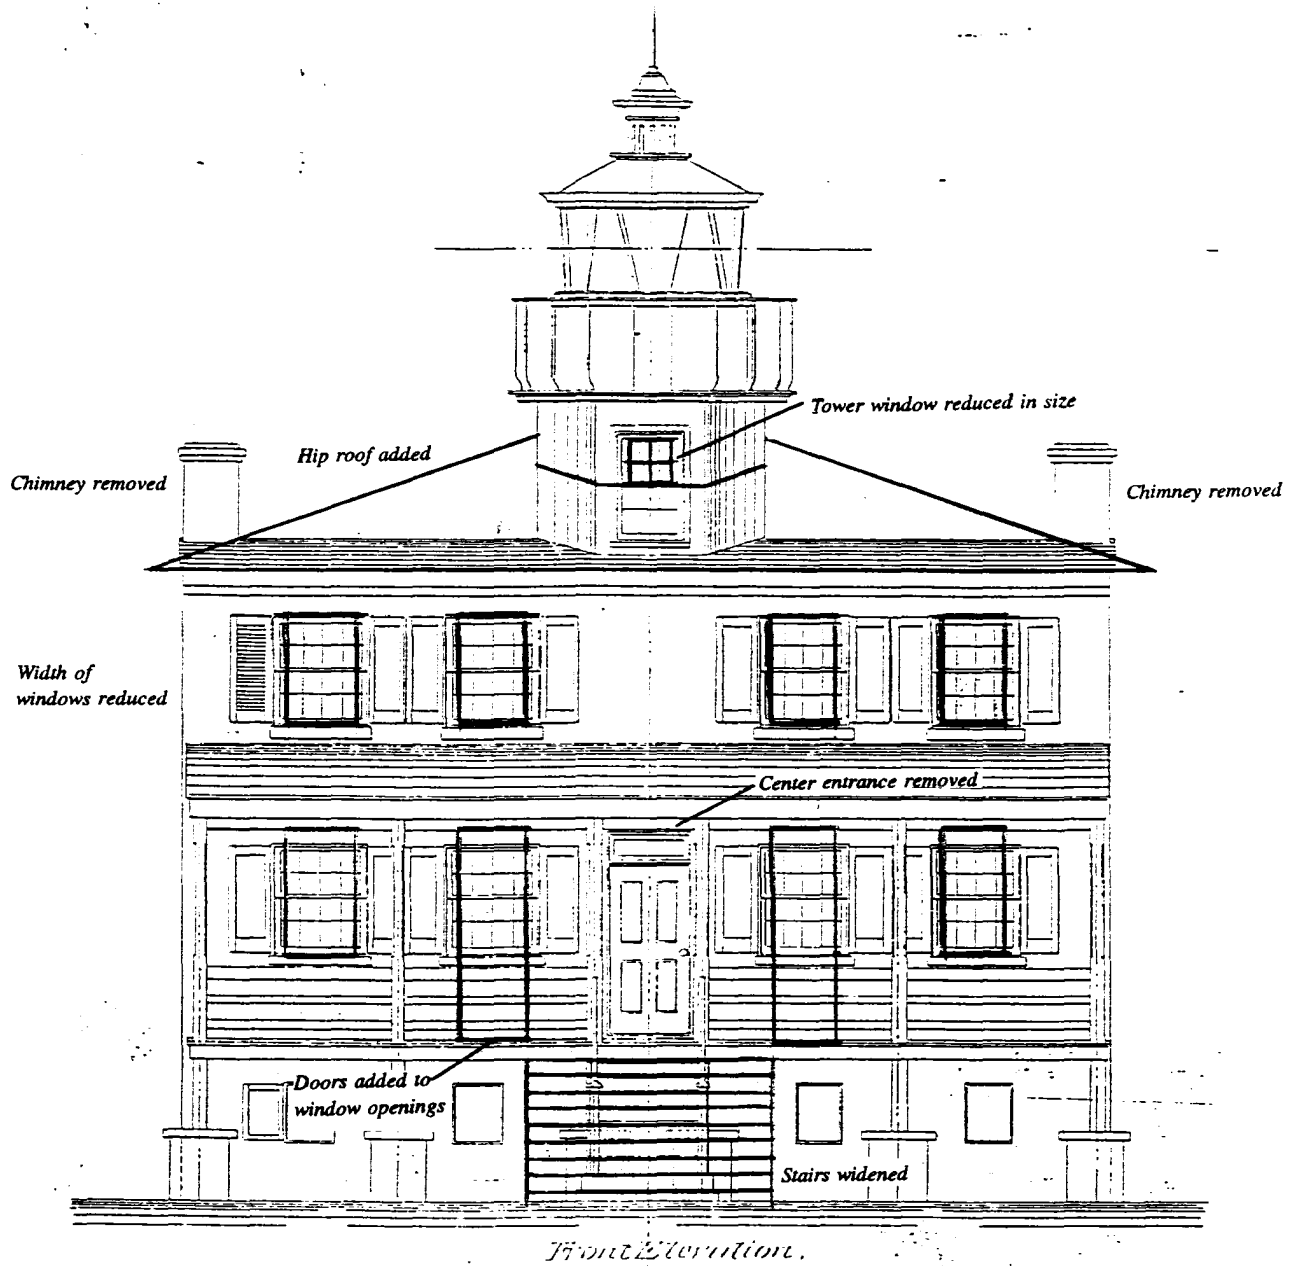 Tower window reduced in size
Hip roof added
Chimney removed
Chimney removed
Width of
windows reduced
Center entrance removed
Doors added to
window openings
Stairs widened
Front Elevation.